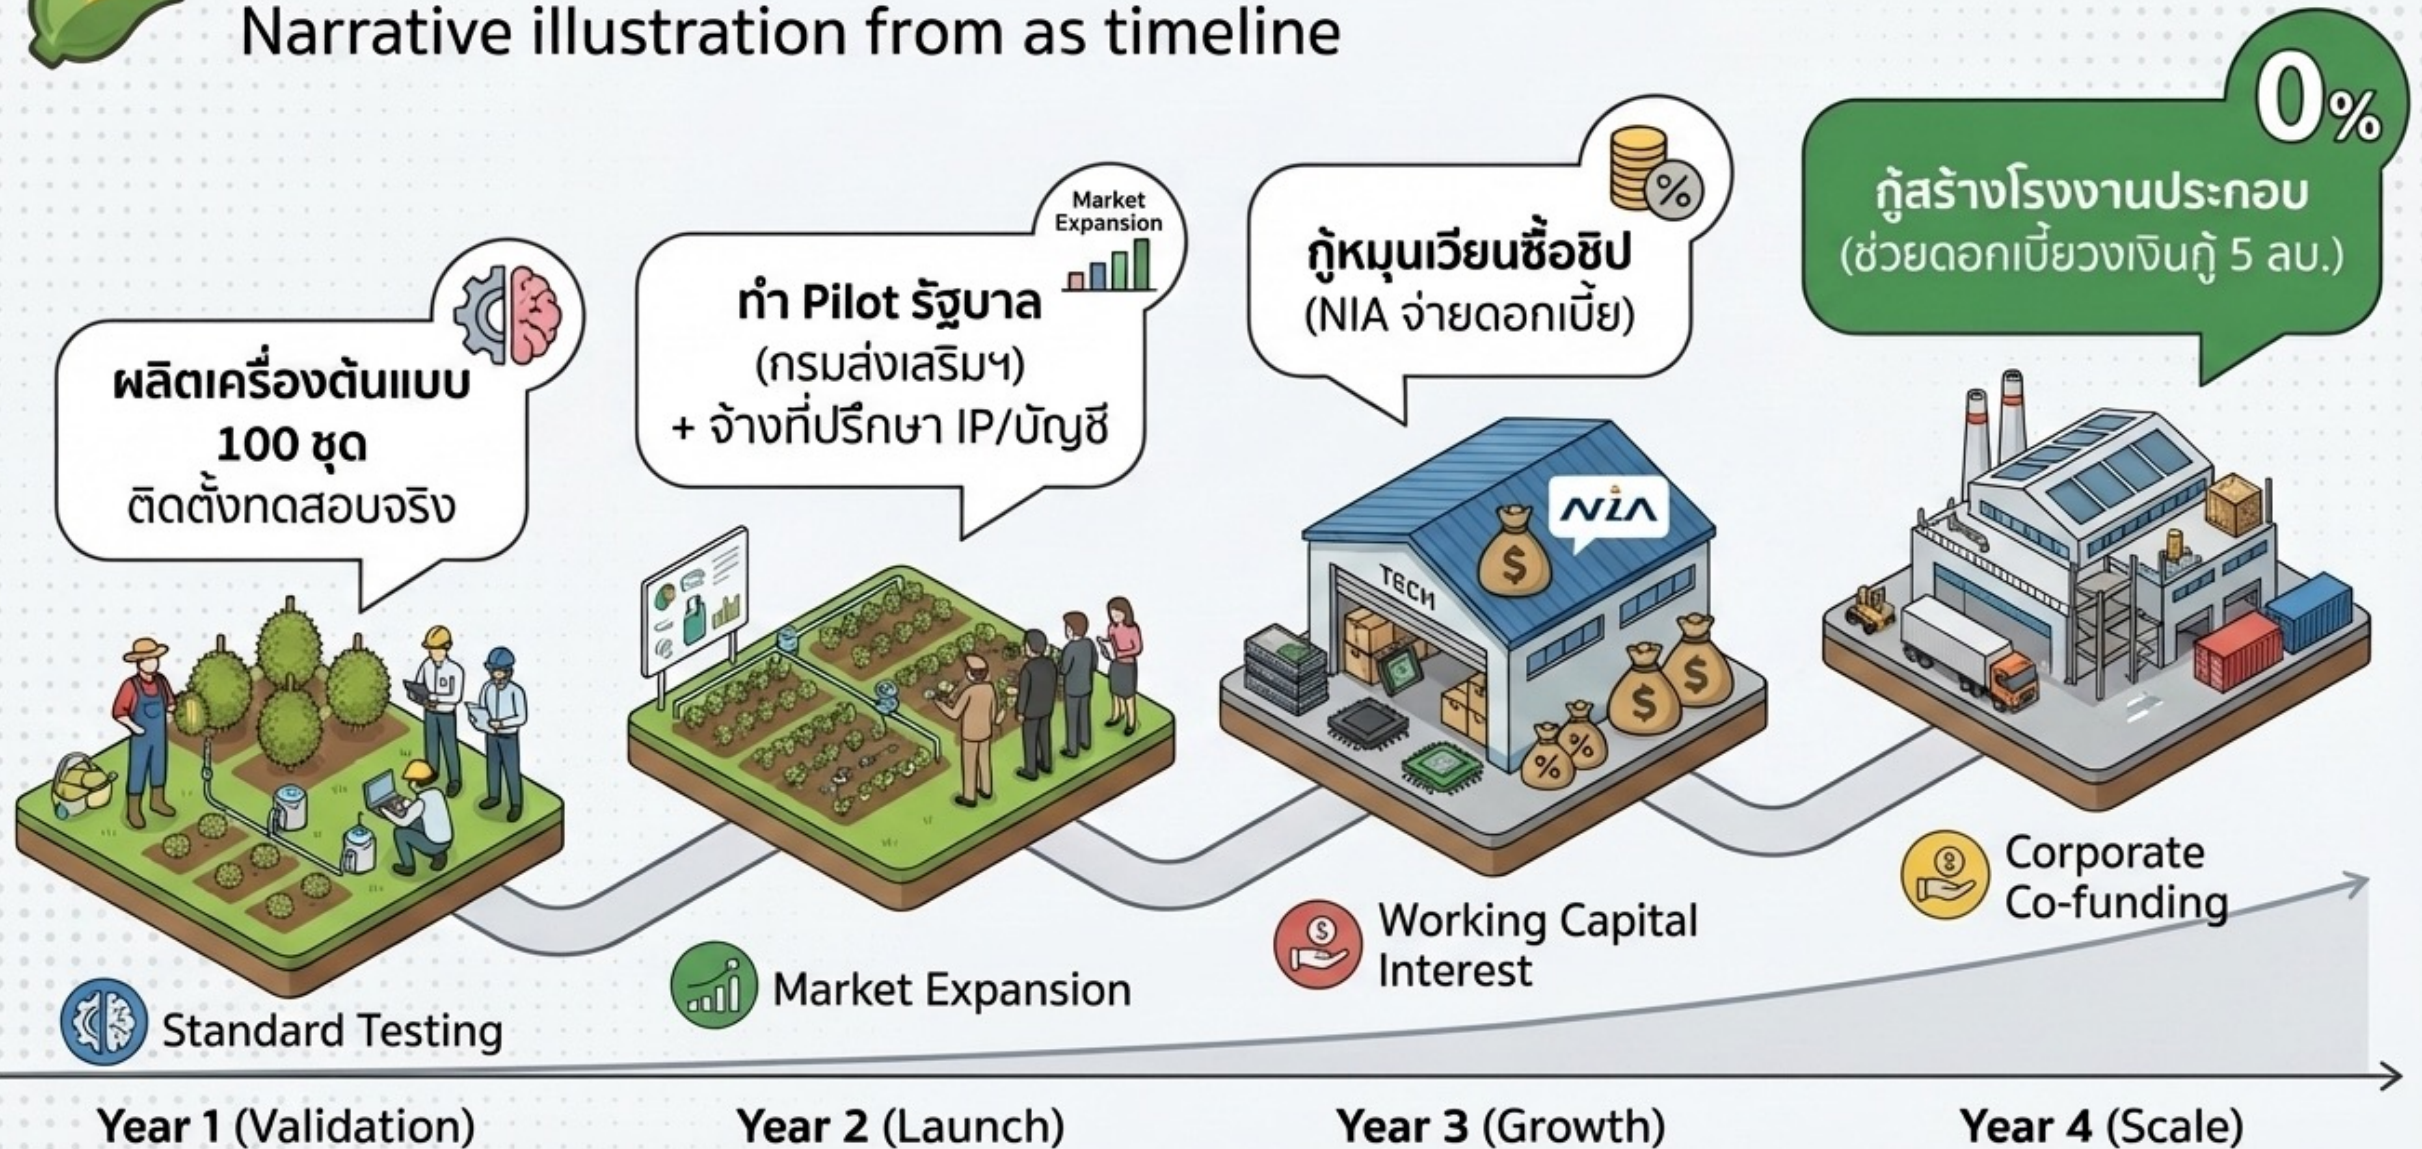 Narrative illustration from as timeline
ผลิตเครื่องต้นแบบ
100 ชุด
ติดตั้งทดสอบจริง
Market
Expansion
ทำ Pilot รัฐบาล
(กรมส่งเสริมฯ)
+ จ้างที่ปรึกษา IP/บัญชี
%
กู้หมุนเวียนซื้อชิป
(NIA จ่ายดอกเบี้ย)
0%
กู้สร้างโรงงานประกอบ
(ช่วยดอกเบี้ยวงเงินกู้ 5 ลบ.)
NiA
TECH
$
$
$
%
%
Standard Testing
Market Expansion
$
Working Capital
Interest
Corporate
Co-funding
Year 1 (Validation)
Year 2 (Launch)
Year 3 (Growth)
Year 4 (Scale)